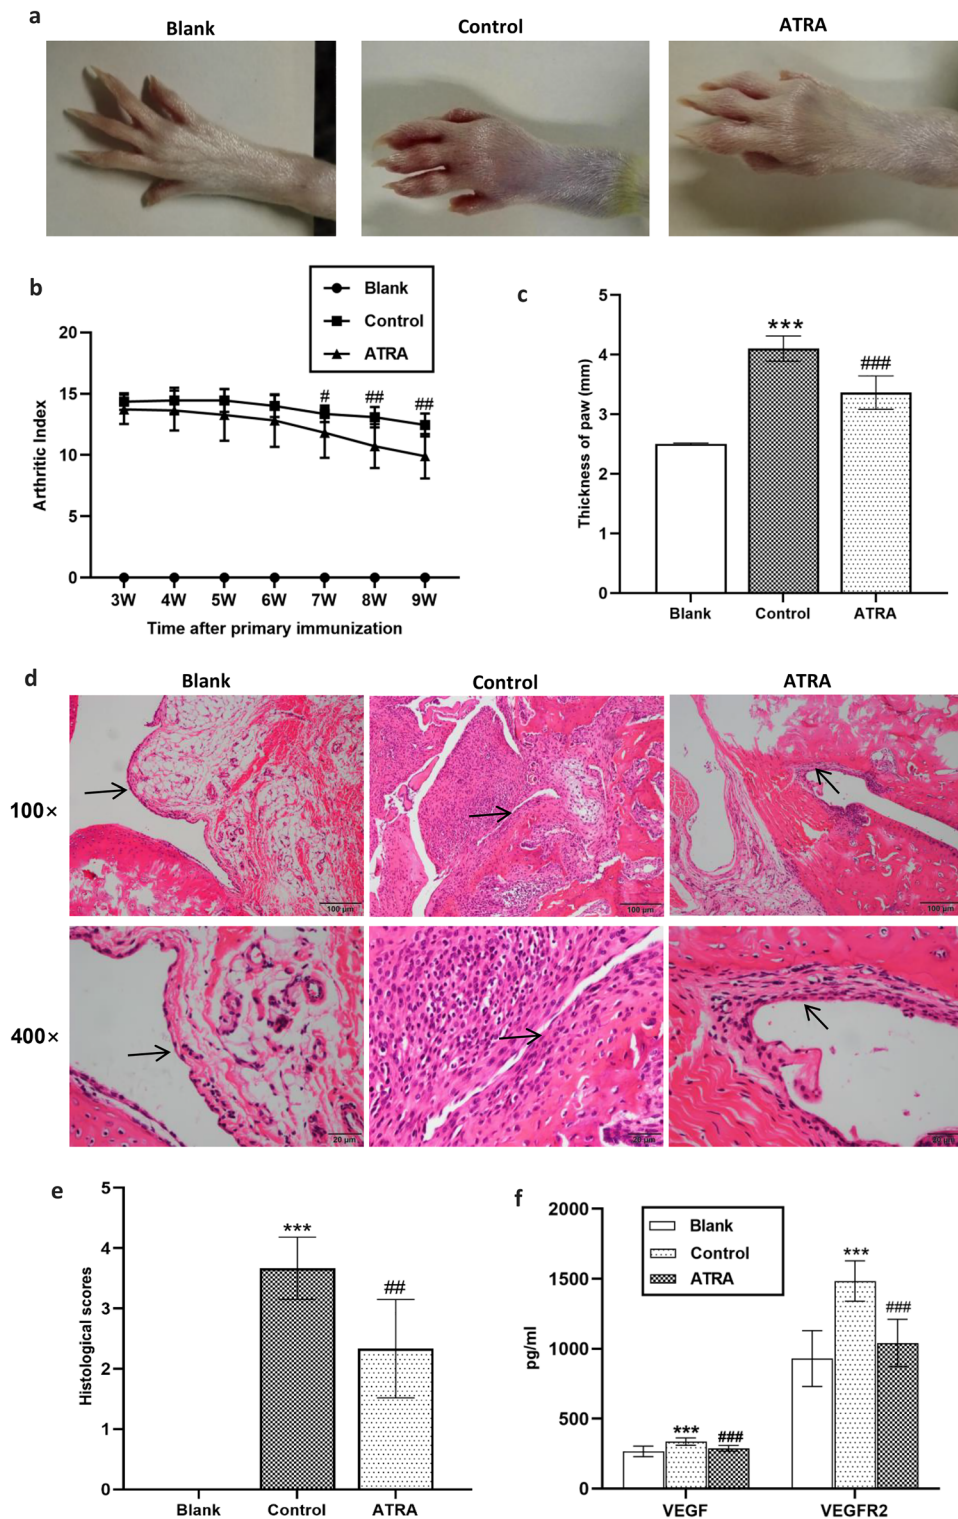 a
Blank
Control
ATRA
b
Blank
Control
ATRA
20
15
10
5
0
# ## ##
Arthritic Index
3W 4W 5W 6W 7W 8W 9W
Time after primary immunization
c
5
4
3
2
1
0
***
###
Thickness of paw (mm)
Blank Control ATRA
d
Blank
Control
ATRA
100×
100 µm
100 µm
100 µm
400×
20 µm
20 µm
20 µm
e
5
4
3
2
1
0
***
##
Histological scores
Blank Control ATRA
f
2000
1500
1000
500
0
Blank
Control
ATRA
***
###
***
###
pg/ml
VEGF VEGFR2